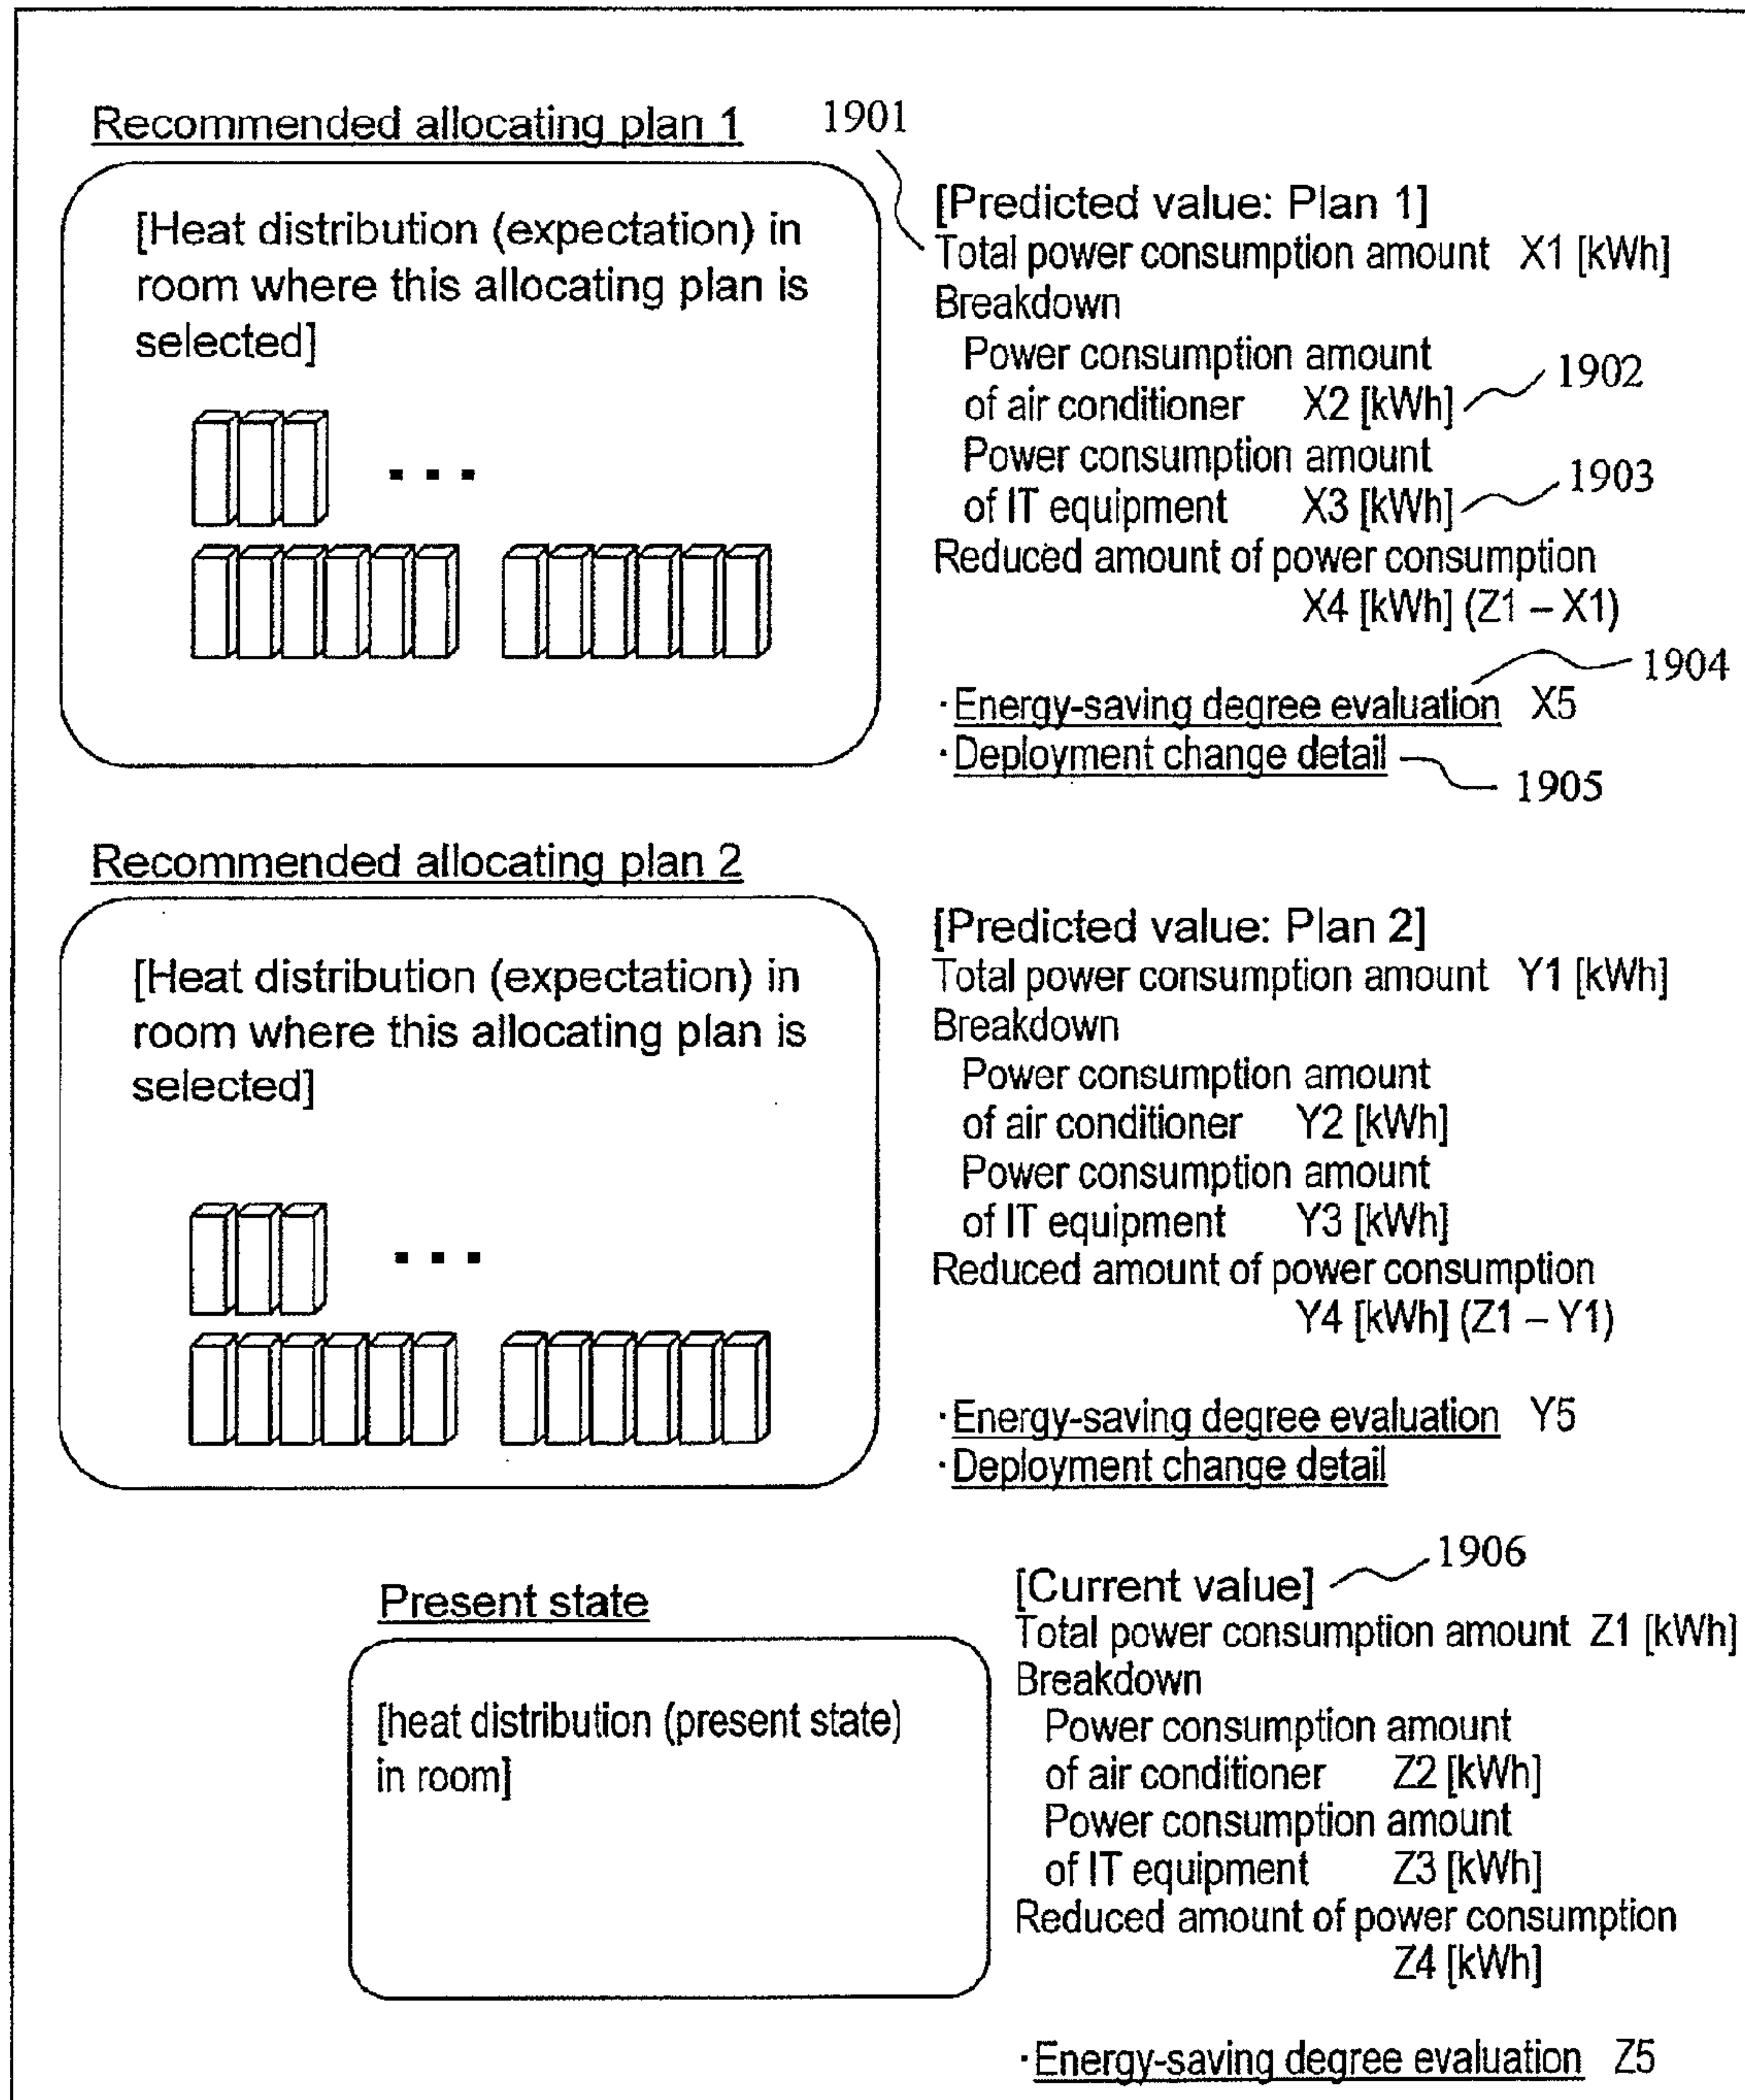 Recommended allocating plan 1
1901
[Heat distribution (expectation) in
room where this allocating plan is
selected]
. . .
[Predicted value: Plan 1]
Total power consumption amount X1 [kWh]
Breakdown
Power consumption amount
of air conditioner X2 [kWh]
1902
Power consumption amount
of IT equipment X3 [kWh]
1903
Reduced amount of power consumption
X4 [kWh] (Z1 – X1)
1904
·Energy-saving degree evaluation X5
·Deployment change detail
1905
Recommended allocating plan 2
[Heat distribution (expectation) in
room where this allocating plan is
selected]
. . .
[Predicted value: Plan 2]
Total power consumption amount Y1 [kWh]
Breakdown
Power consumption amount
of air conditioner Y2 [kWh]
Power consumption amount
of IT equipment Y3 [kWh]
Reduced amount of power consumption
Y4 [kWh] (Z1 – Y1)
·Energy-saving degree evaluation Y5
·Deployment change detail
Present state
[heat distribution (present state)
in room]
1906
[Current value]
Total power consumption amount Z1 [kWh]
Breakdown
Power consumption amount
of air conditioner Z2 [kWh]
Power consumption amount
of IT equipment Z3 [kWh]
Reduced amount of power consumption
Z4 [kWh]
·Energy-saving degree evaluation Z5